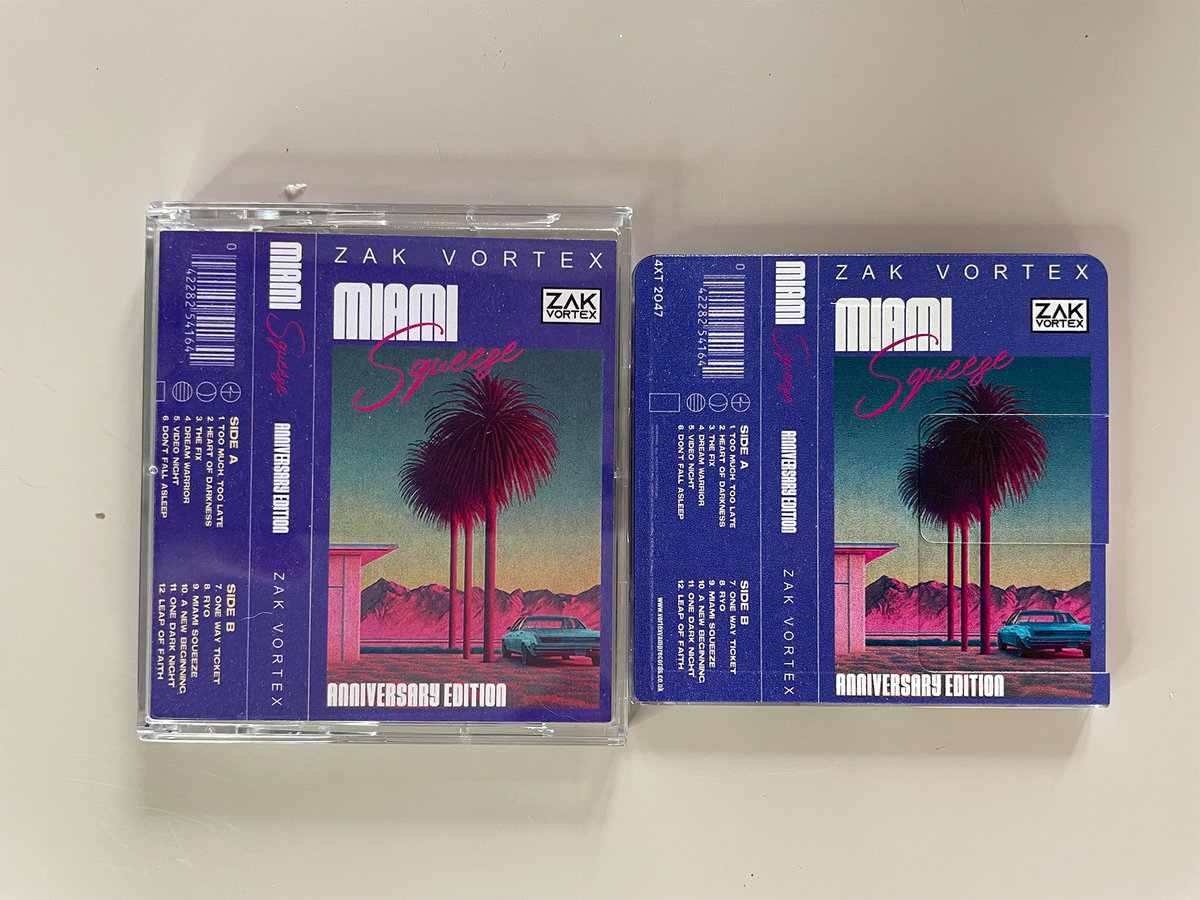 ZAK VORTEX
MIAMI
Squeeze
ZAK
VORTEX
ANNIVERSARY EDITION
MIAMI Squeeze ANNIVERSARY EDITION ZAK VORTEX
0 42282 54164
SIDE A
1. TOO MUCH, TOO LATE
2 HEART OF DARKNESS
3. THE FIX
4. DREAM WARRIOR
5. VIDEO NIGHT
6. DON'T FALL ASLEEP
SIDE B
7. ONE WAY TICKET
8. RYO
9. MIAMI SQUEEZE
10. A NEW BEGINNING
11. ONE DARK NIGHT
12. LEAP OF FAITH
ZAK VORTEX
MIAMI
Squeeze
ZAK
VORTEX
ANNIVERSARY EDITION
MIAMI Squeeze ANNIVERSARY EDITION ZAK VORTEX
4XT 2047
0 42282 54164
SIDE A
1. TOO MUCH, TOO LATE
2 HEART OF DARKNESS
3. THE FIX
4. DREAM WARRIOR
5. VIDEO NIGHT
6. DON'T FALL ASLEEP
SIDE B
7. ONE WAY TICKET
8. RYO
9. MIAMI SQUEEZE
10. A NEW BEGINNING
11. ONE DARK NIGHT
12. LEAP OF FAITH
www.vortexvamprecords.co.uk